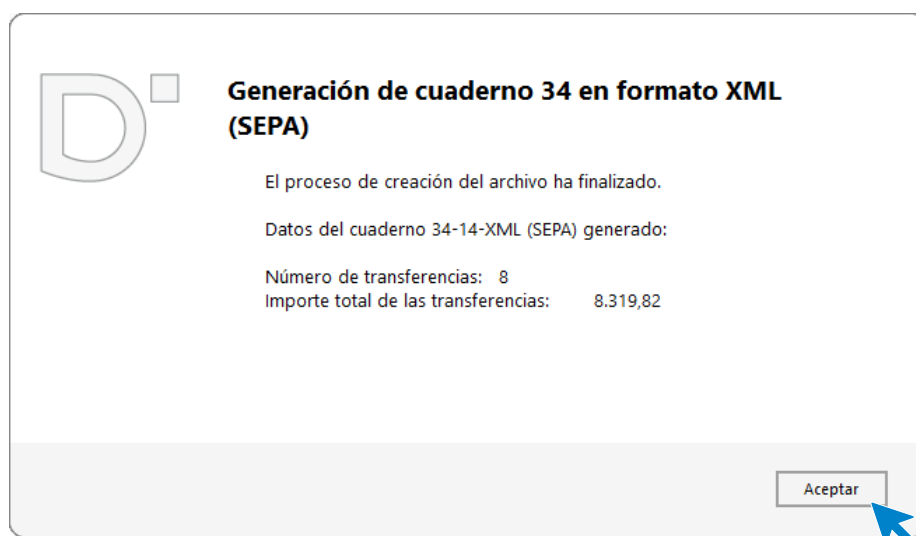 Generación de cuaderno 34 en formato XML
(SEPA)
El proceso de creación del archivo ha finalizado.
Datos del cuaderno 34-14-XML (SEPA) generado:
Número de transferencias: 8
Importe total de las transferencias: 8.319,82
Aceptar